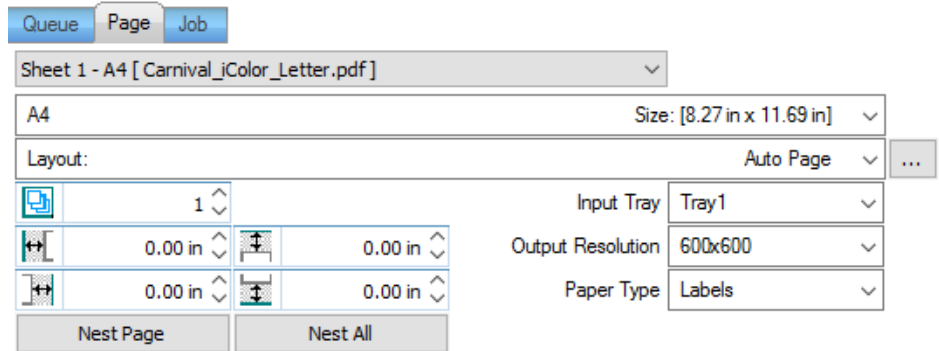 Queue Page Job
Sheet 1 - A4 [ Carnival_iColor_Letter.pdf ]
A4 Size: [8.27 in x 11.69 in]
Layout: Auto Page ...
1 Input Tray Tray1
0.00 in 0.00 in Output Resolution 600x600
0.00 in 0.00 in Paper Type Labels
Nest Page Nest All